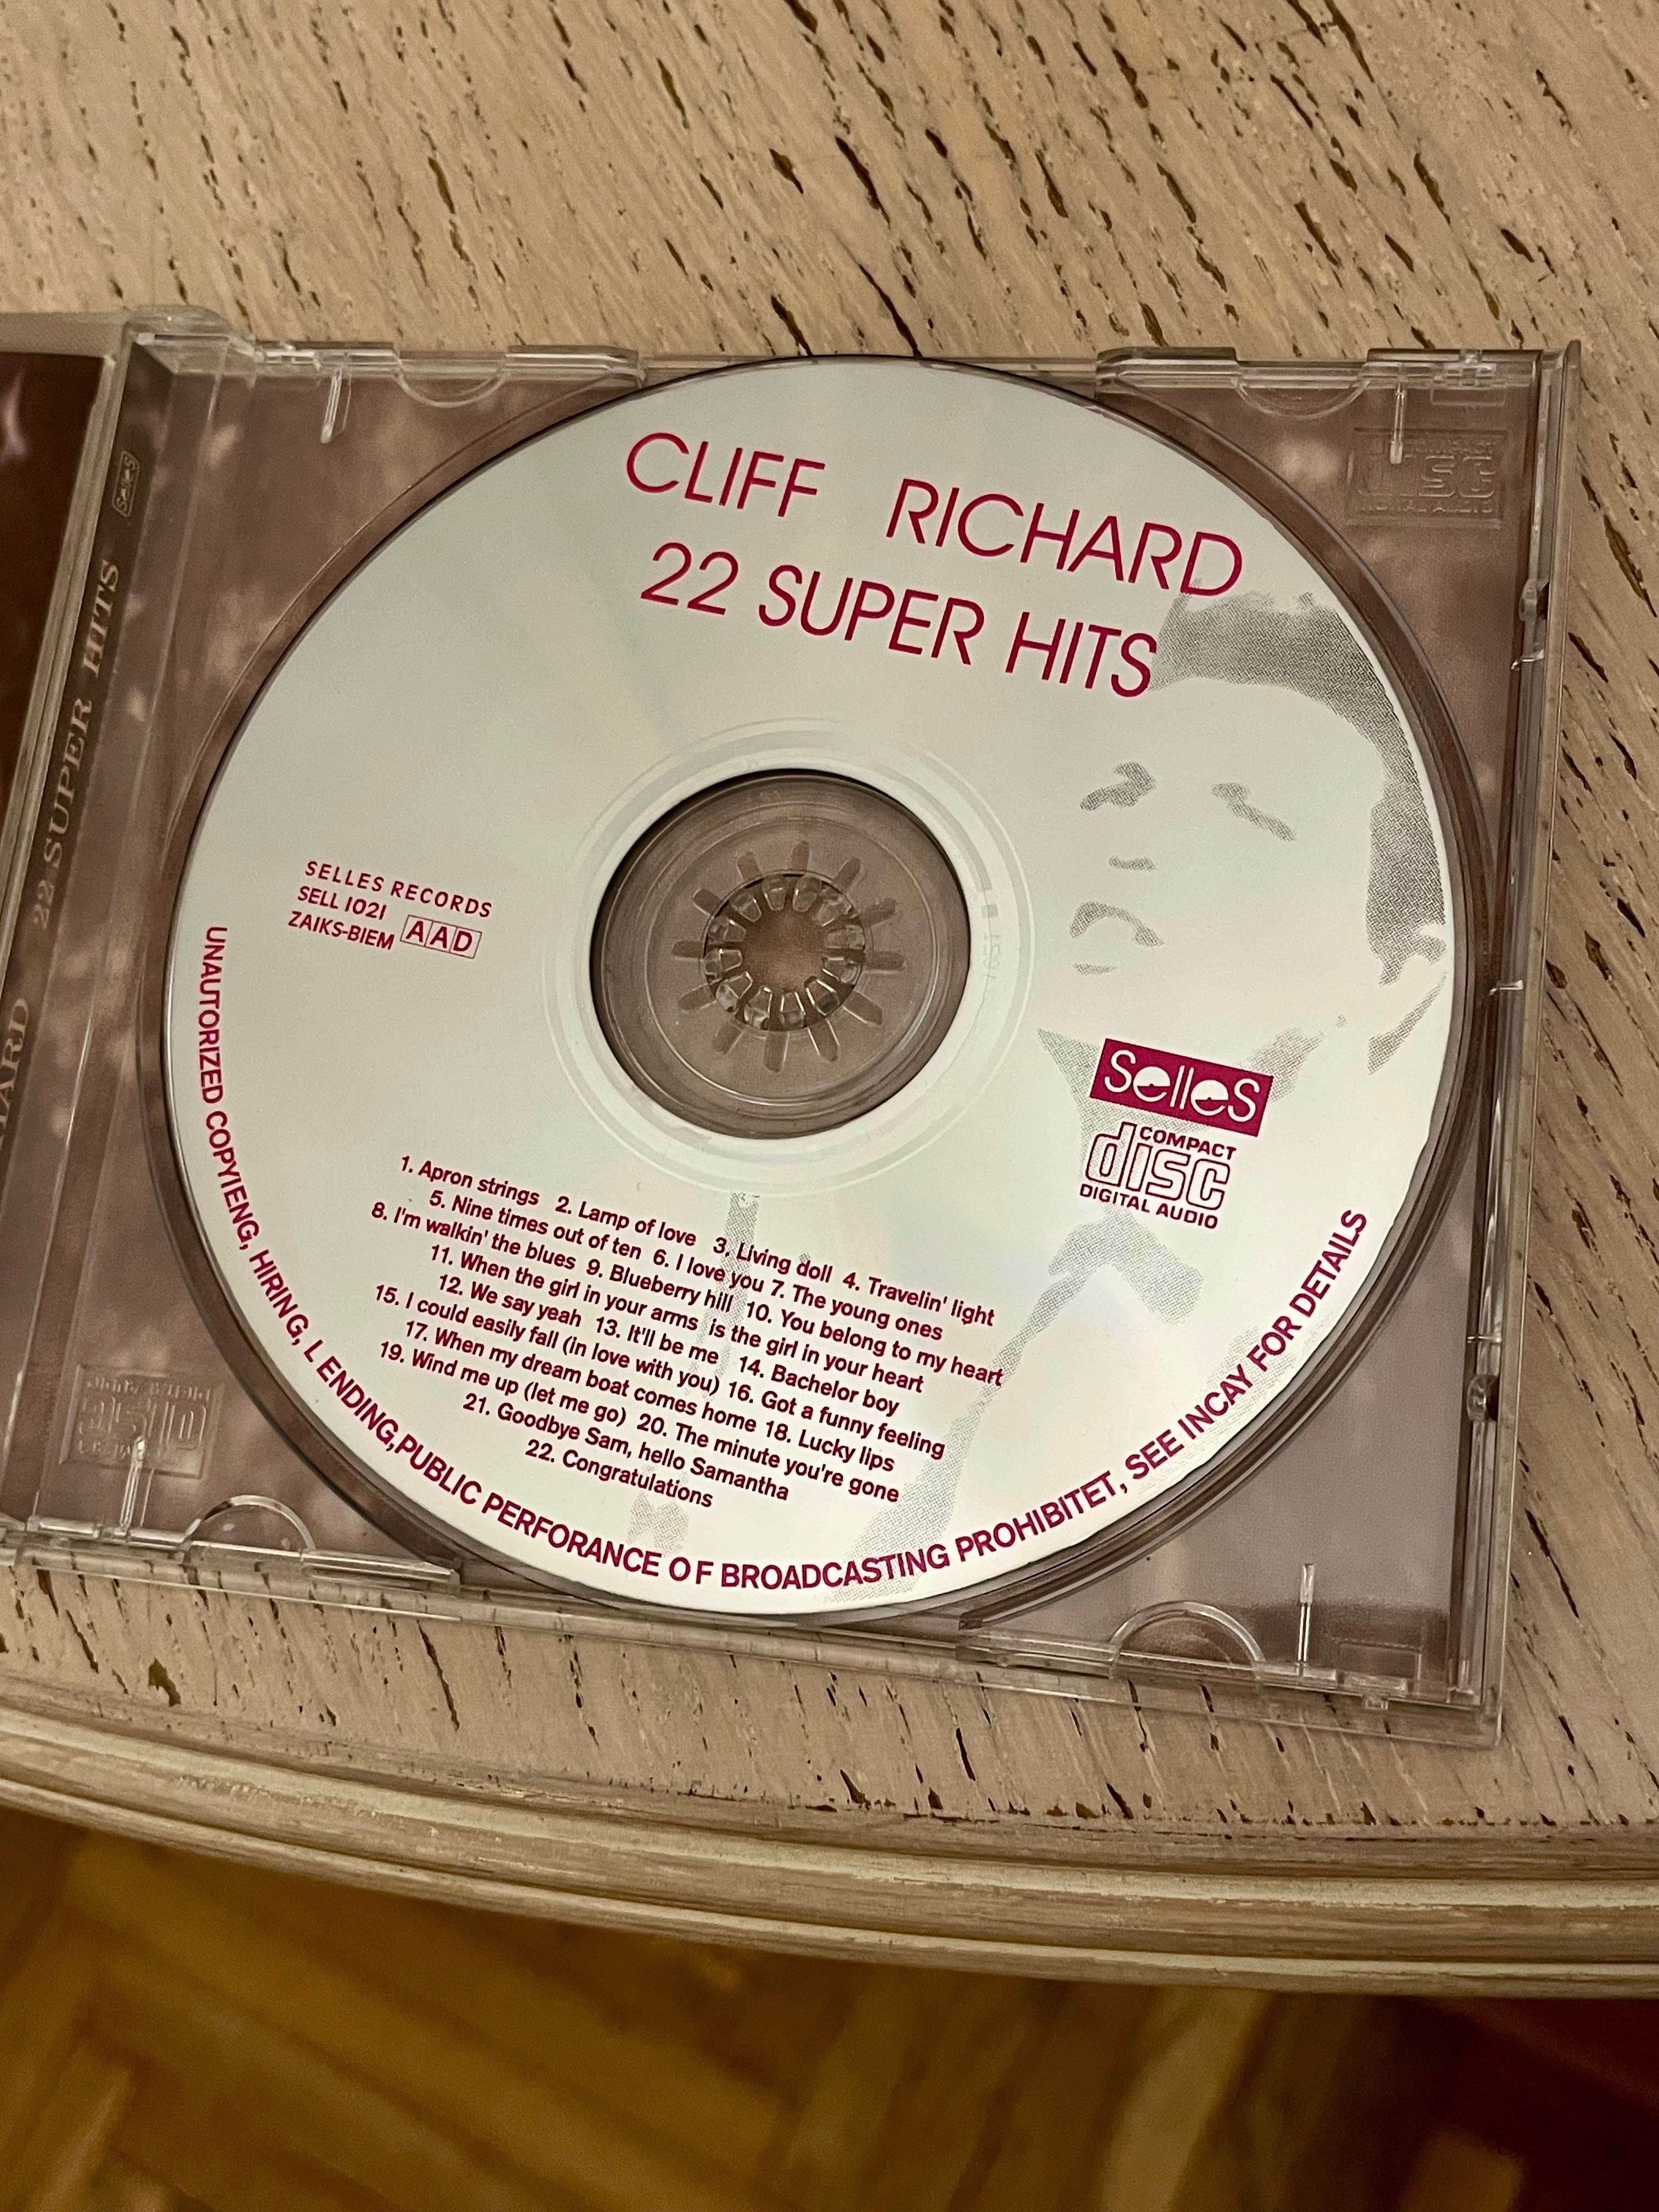 CLIFF RICHARD
22 SUPER HITS
SELLES RECORDS
SELL 1021
ZAIKS-BIEM AAD
Selles
COMPACT
disc
DIGITAL AUDIO
1. Apron strings 2. Lamp of love 3, Living doll 4. Travelin' light
5. Nine times out of ten 6. I love you 7. The young ones
8. I'm walkin' the blues 9. Blueberry hill 10. You belong to my heart
11. When the girl in your arms is the girl in your heart
12. We say yeah 13. It'll be me 14. Bachelor boy
15. I could easily fall (in love with you) 16. Got a funny feeling
17. When my dream boat comes home 18. Lucky lips
19. Wind me up (let me go) 20. The minute you're gone
21. Goodbye Sam, hello Samantha
22. Congratulations
UNAUTORIZED COPYIENG, HIRING, L ENDING,PUBLIC PERFORANCE O F BROADCASTING PROHIBITET, SEE INCAY FOR DETAILS
22 SUPER HITS Selles